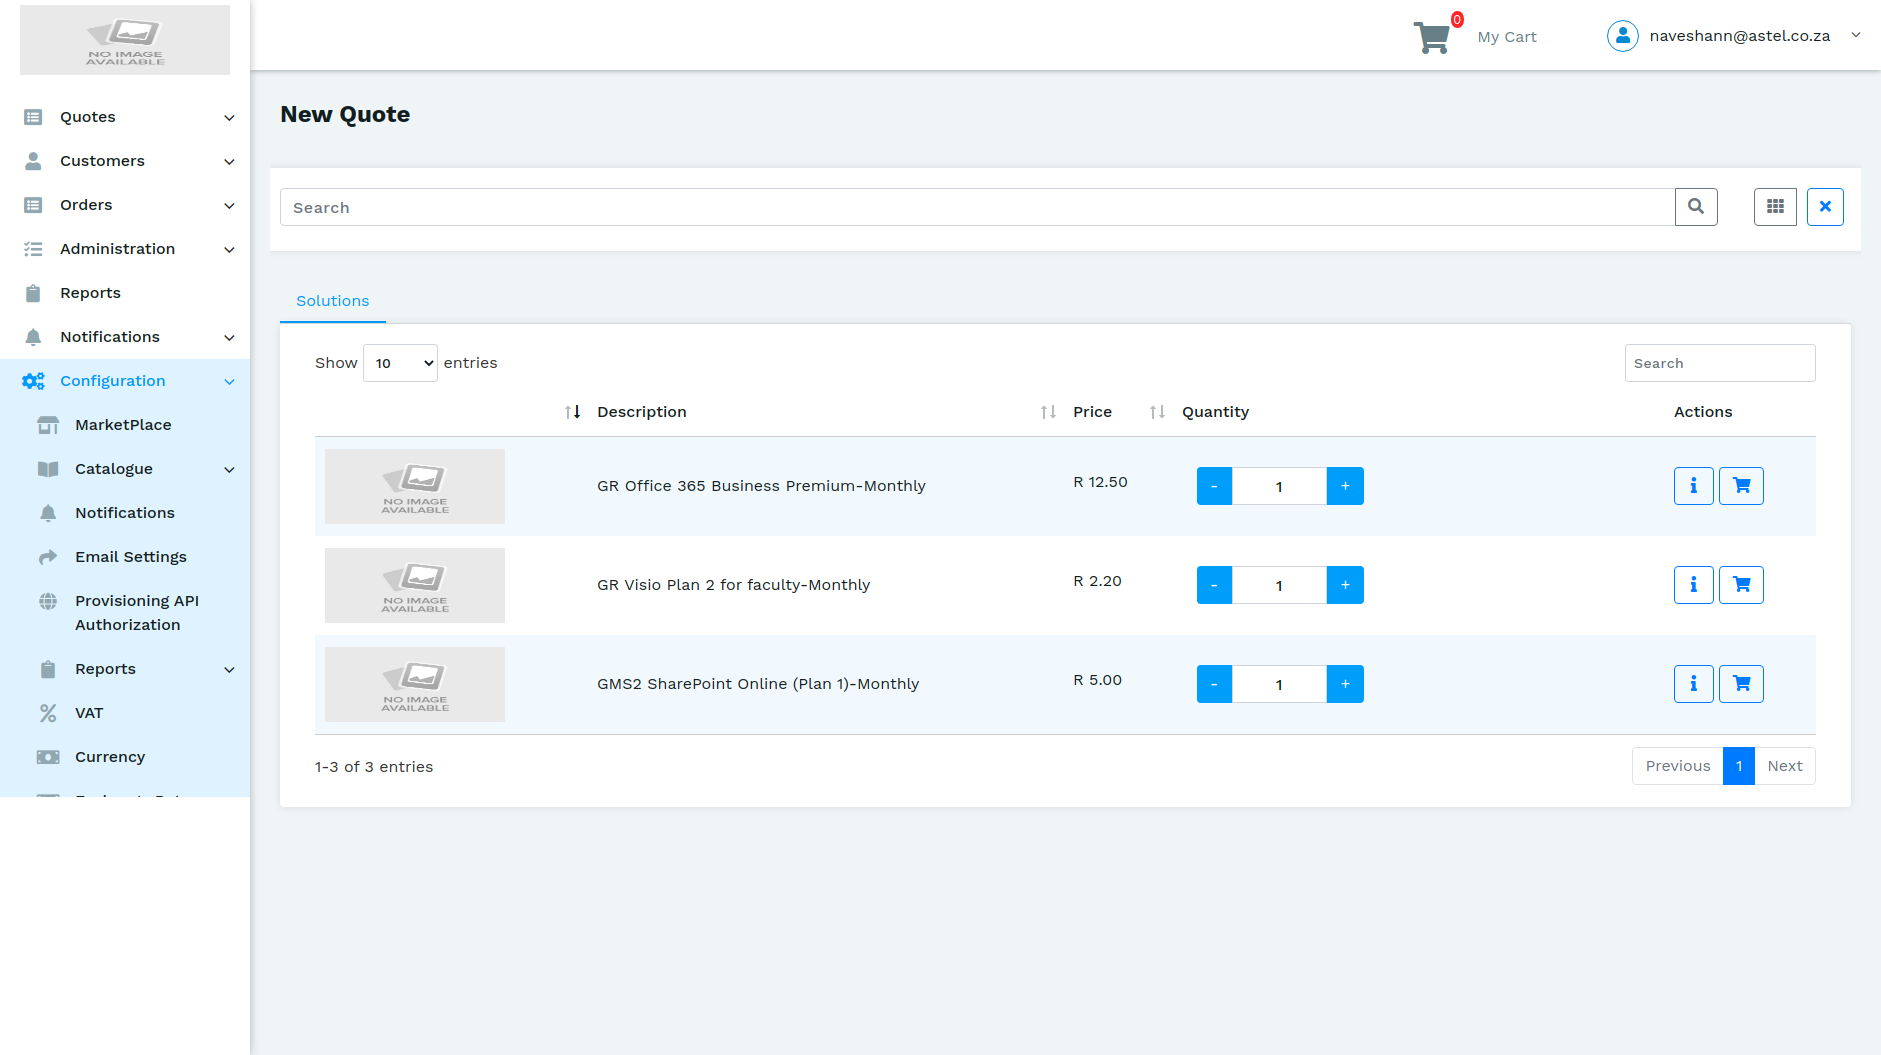 NO IMAGE
AVAILABLE
0
My Cart
naveshann@astel.co.za
Quotes
Customers
Orders
Administration
Reports
Notifications
Configuration
MarketPlace
Catalogue
Notifications
Email Settings
Provisioning API
Authorization
Reports
VAT
Currency
New Quote
Search
Solutions
Show 10 entries
Search
Description Price Quantity Actions
NO IMAGE
AVAILABLE
GR Office 365 Business Premium-Monthly R 12.50 - 1 +
NO IMAGE
AVAILABLE
GR Visio Plan 2 for faculty-Monthly R 2.20 - 1 +
NO IMAGE
AVAILABLE
GMS2 SharePoint Online (Plan 1)-Monthly R 5.00 - 1 +
1-3 of 3 entries
Previous 1 Next